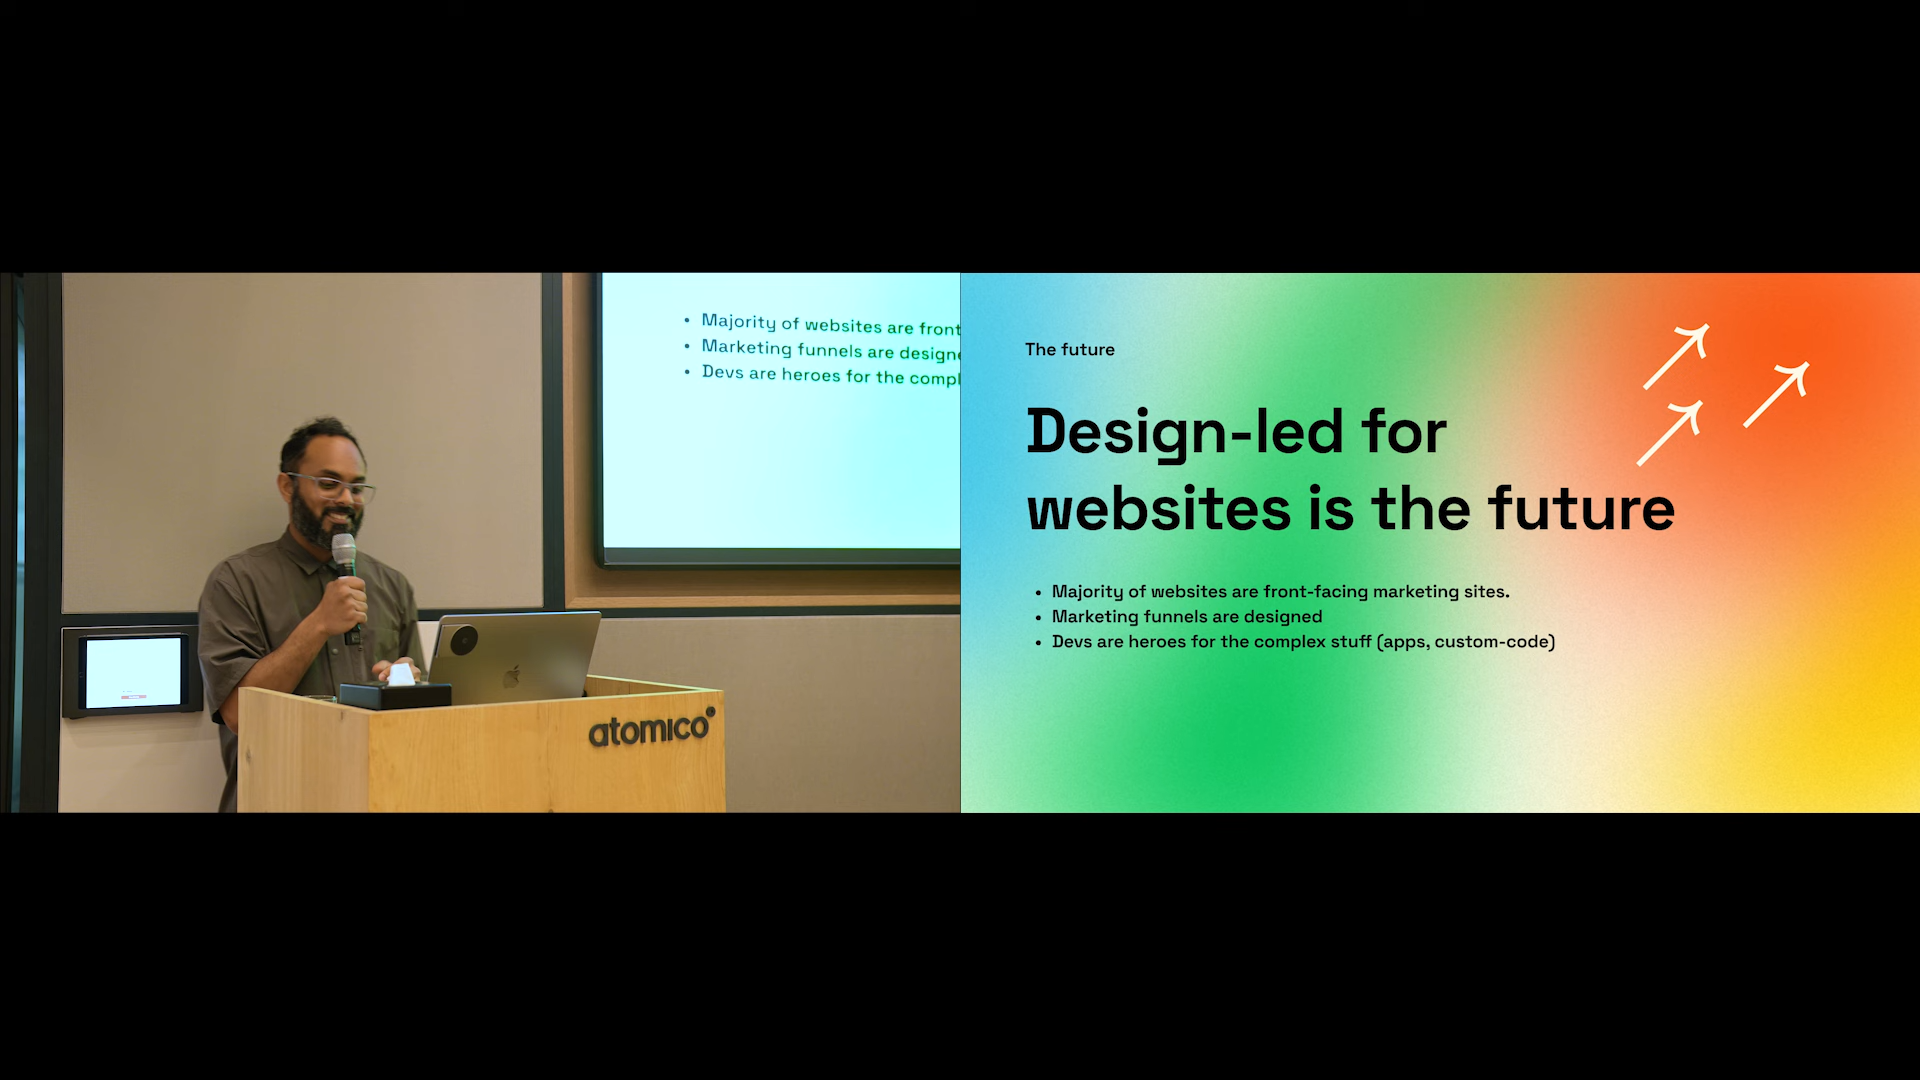 Majority of websites are front
Marketing funnels are designe
Devs are heroes for the compl
atomico
The future
Design-led for
websites is the future
• Majority of websites are front-facing marketing sites.
• Marketing funnels are designed
• Devs are heroes for the complex stuff (apps, custom-code)